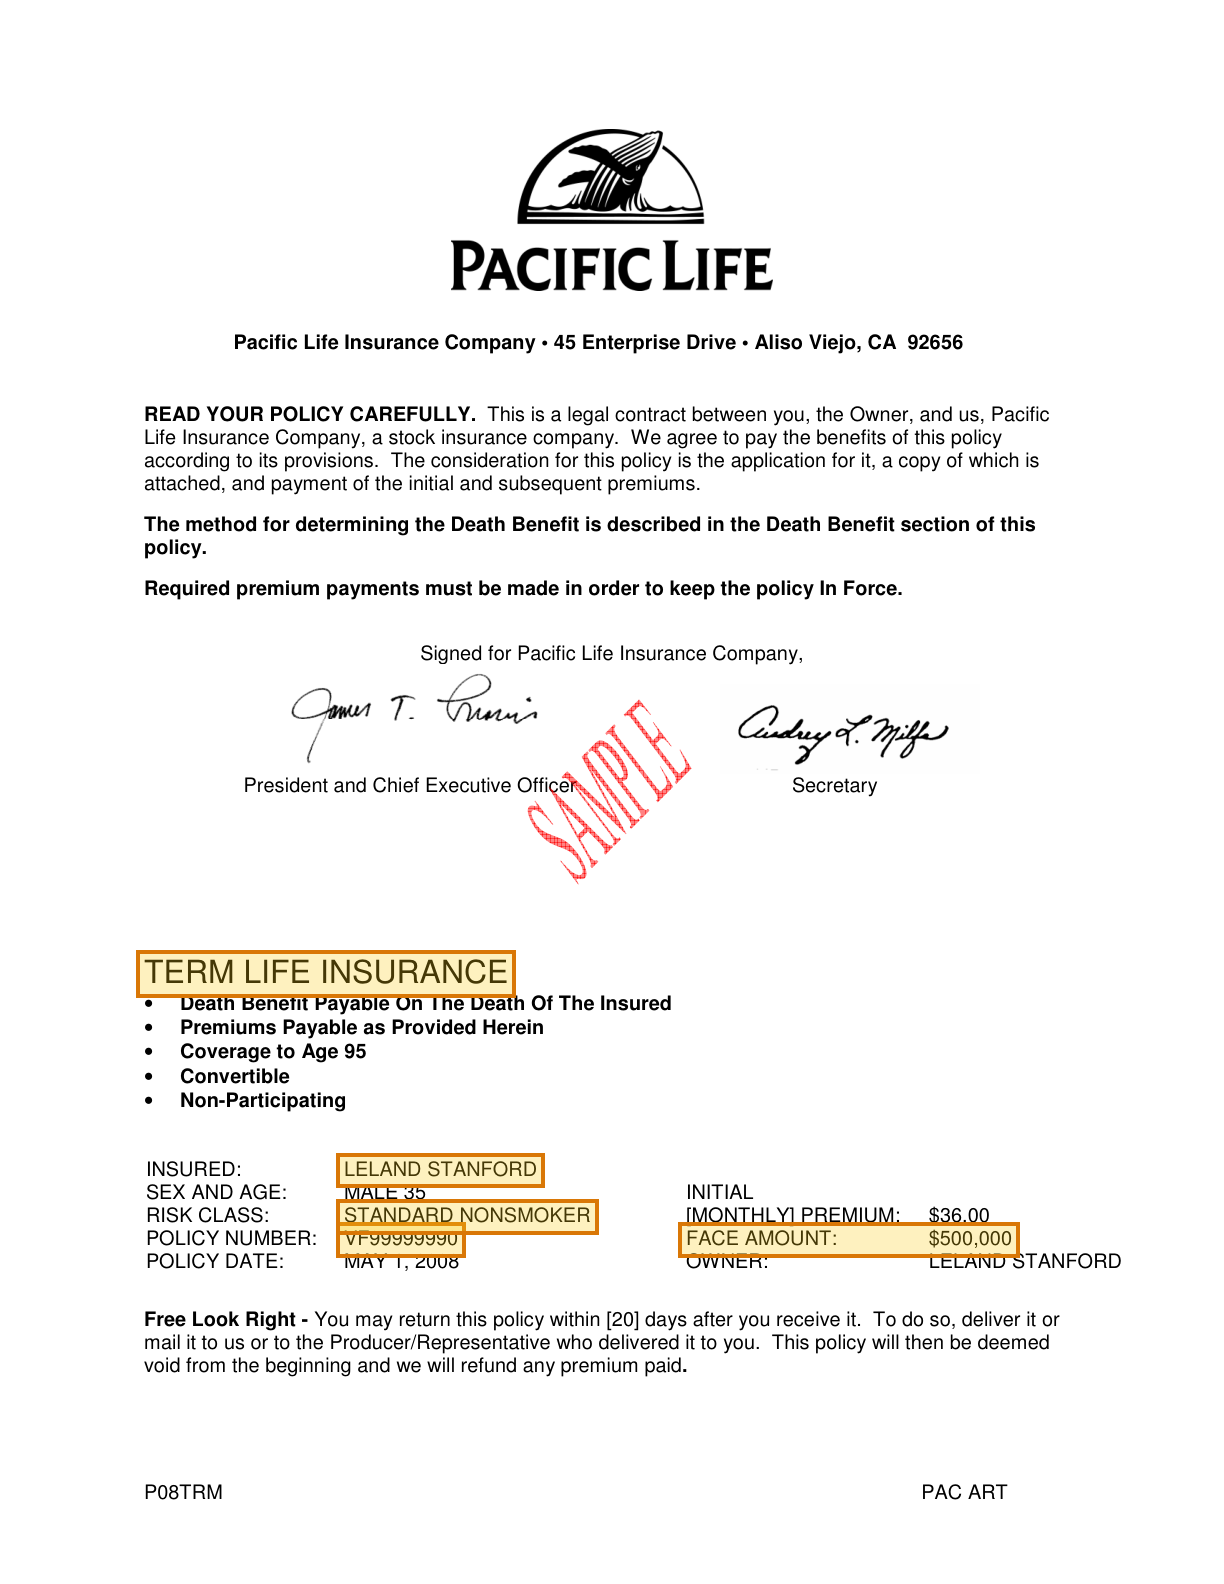 PACIFIC LIFE
Pacific Life Insurance Company • 45 Enterprise Drive • Aliso Viejo, CA 92656
READ YOUR POLICY CAREFULLY. This is a legal contract between you, the Owner, and us, Pacific
Life Insurance Company, a stock insurance company. We agree to pay the benefits of this policy
according to its provisions. The consideration for this policy is the application for it, a copy of which is
attached, and payment of the initial and subsequent premiums.
The method for determining the Death Benefit is described in the Death Benefit section of this
policy.
Required premium payments must be made in order to keep the policy In Force.
Signed for Pacific Life Insurance Company,
James T.
Audrey L. Milfs
President and Chief Executive Officer
Secretary
SAMPLE
TERM LIFE INSURANCE
• Death Benefit Payable On The Death Of The Insured
• Premiums Payable as Provided Herein
• Coverage to Age 95
• Convertible
• Non-Participating
INSURED: LELAND STANFORD
SEX AND AGE: MALE 35 INITIAL
RISK CLASS: STANDARD NONSMOKER [MONTHLY] PREMIUM: $36.00
POLICY NUMBER: VF99999990 FACE AMOUNT: $500,000
POLICY DATE: MAY 1, 2008 OWNER: LELAND STANFORD
Free Look Right - You may return this policy within [20] days after you receive it. To do so, deliver it or
mail it to us or to the Producer/Representative who delivered it to you. This policy will then be deemed
void from the beginning and we will refund any premium paid.
P08TRM PAC ART